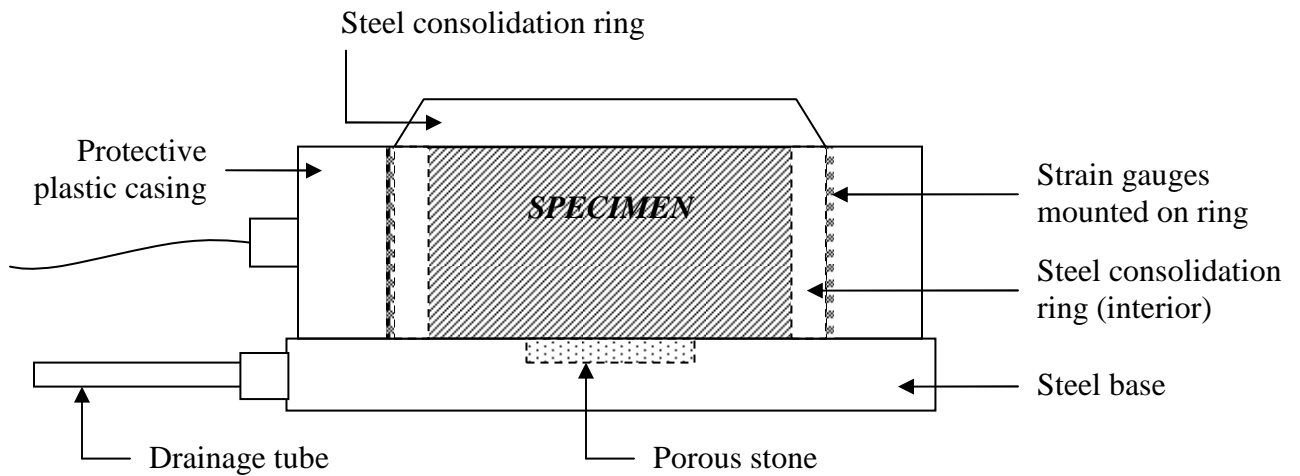 Steel consolidation ring
Protective
plastic casing
SPECIMEN
Strain gauges
mounted on ring
Steel consolidation
ring (interior)
Steel base
Drainage tube
Porous stone